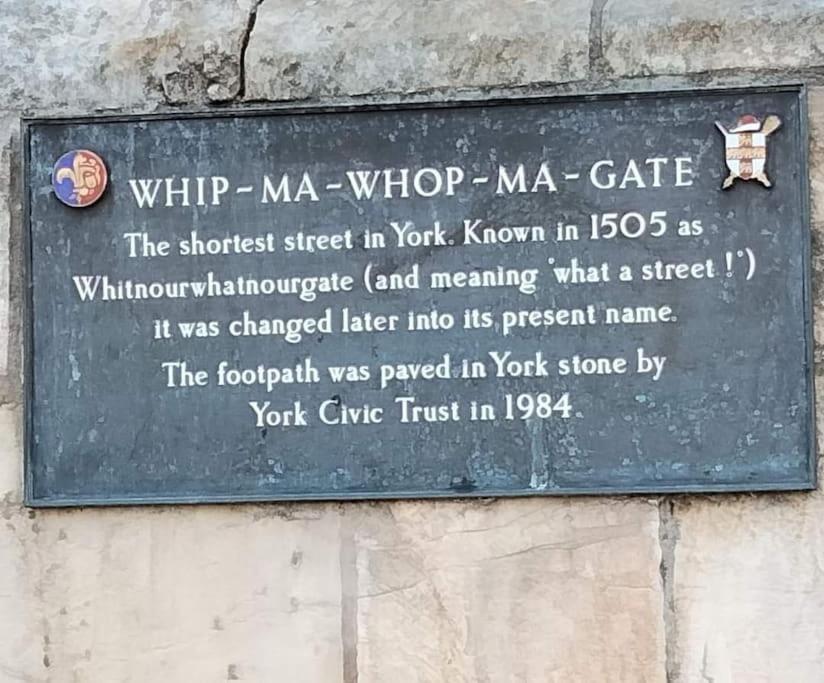 WHIP-MA-WHOP-MA-GATE
The shortest street in York. Known in 1505 as
Whitnourwhatnourgate (and meaning 'what a street!')
it was changed later into its present name.
The footpath was paved in York stone by
York Civic Trust in 1984.